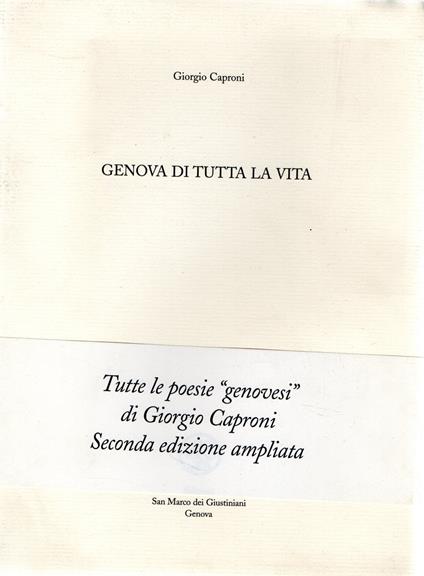 Giorgio Caproni
GENOVA DI TUTTA LA VITA
Tutte le poesie “genovesi”
di Giorgio Caproni
Seconda edizione ampliata
San Marco dei Giustiniani
Genova